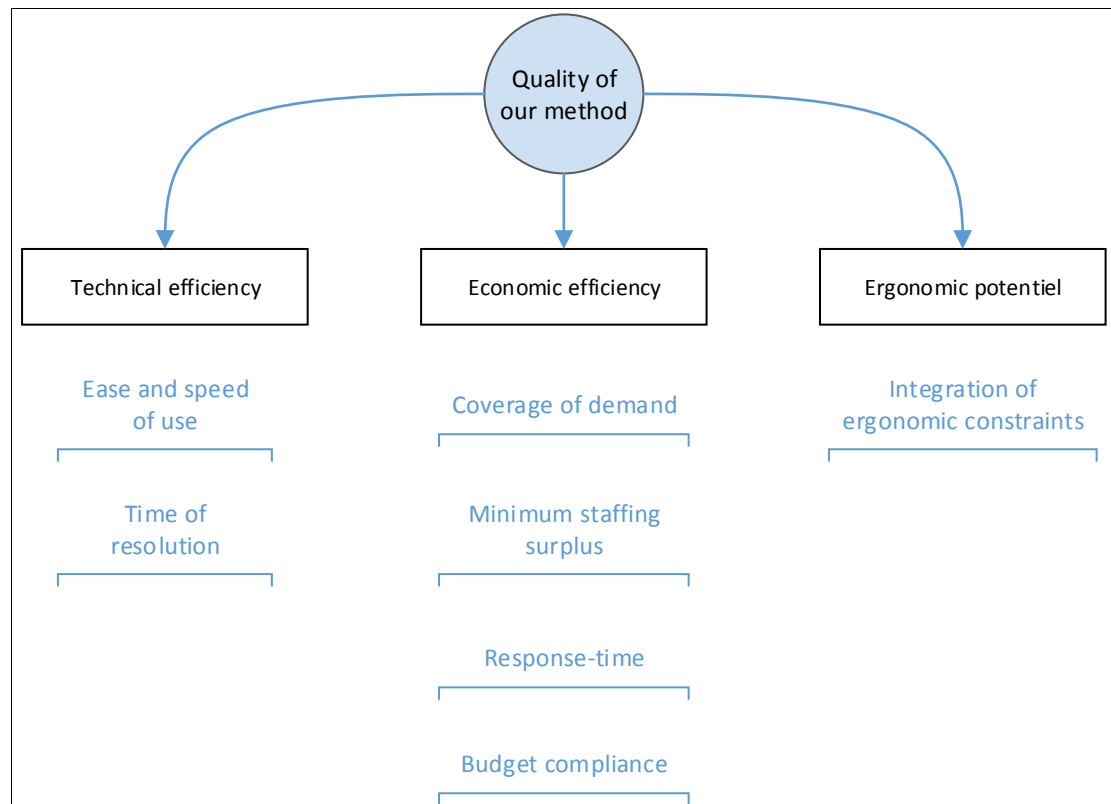 Quality of
our method
Technical efficiency
Economic efficiency
Ergonomic potentiel
Ease and speed
of use
Coverage of demand
Integration of
ergonomic constraints
Time of
resolution
Minimum staffing
surplus
Response-time
Budget compliance